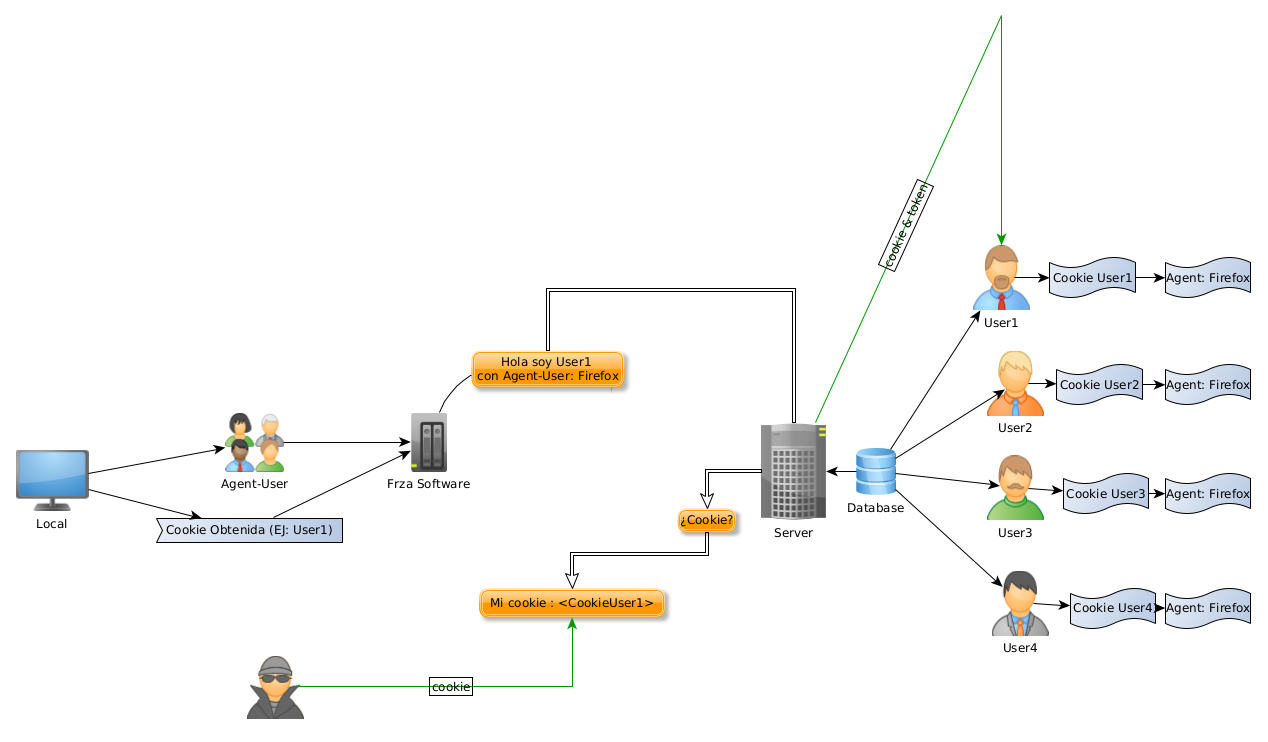 cookie & token
Cookie User1
Agent: Firefox
User1
Hola soy User1
con Agent-User: Firefox
Cookie User2
Agent: Firefox
User2
Agent-User
Frza Software
Local
Cookie Obtenida (EJ: User1)
¿Cookie?
Server
Database
Cookie User3
Agent: Firefox
User3
Mi cookie : <CookieUser1>
Cookie User4
Agent: Firefox
User4
cookie